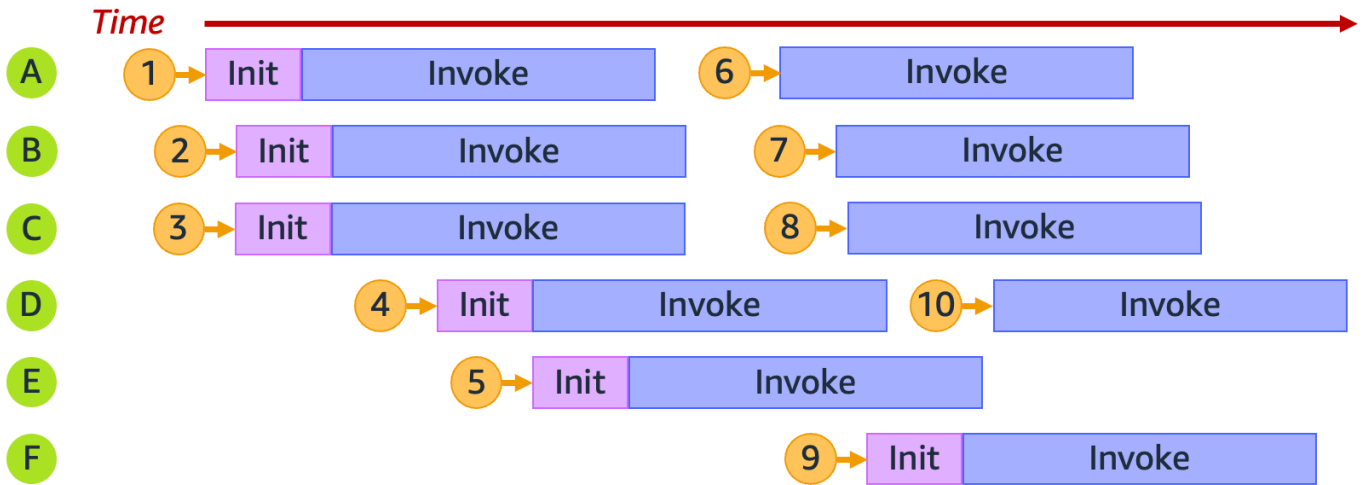 Time
A 1 Init Invoke 6 Invoke
B 2 Init Invoke 7 Invoke
C 3 Init Invoke 8 Invoke
D 4 Init Invoke 10 Invoke
E 5 Init Invoke
F 9 Init Invoke